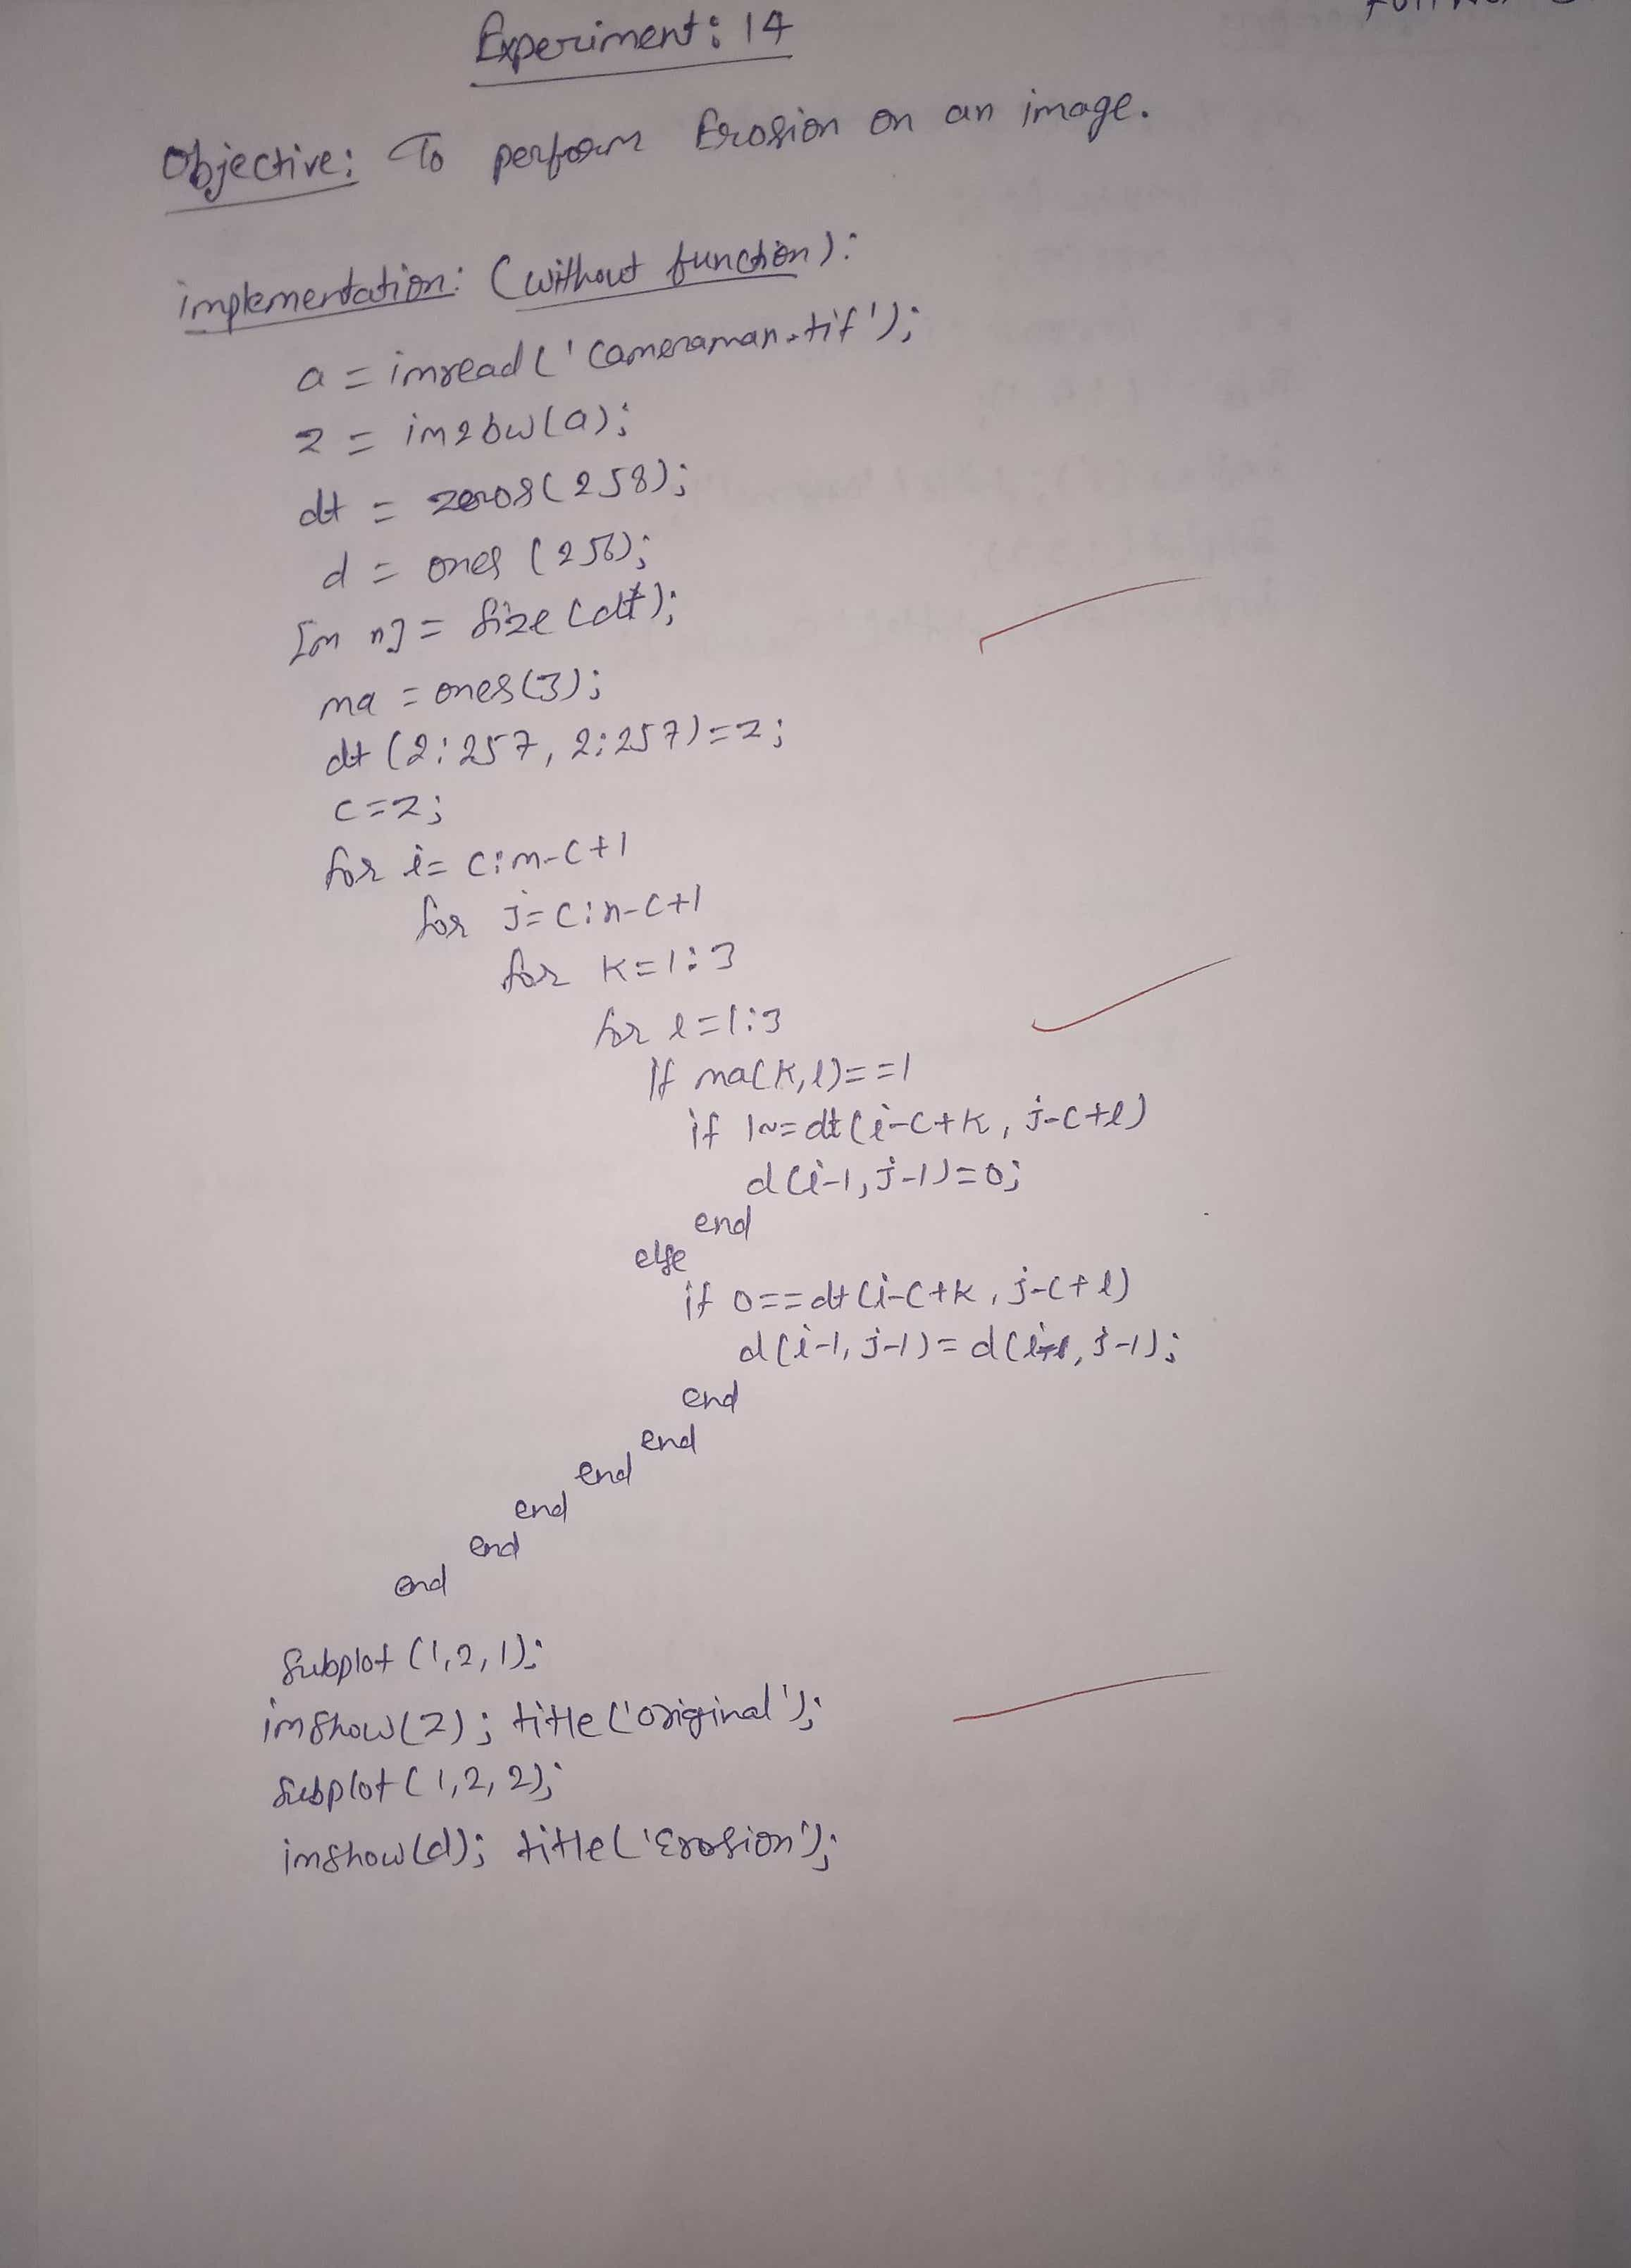 Experiment: 14
Objective: To perform Erosion on an image.
implementation: (without function):
a = imread ('cameraman.tif');
z = im2bw(a);
dt = zeros(258);
d = ones (256);
[m n] = size (dt);
ma = ones(3);
dt (2:257, 2:257)=z;
c=2;
for i= c:m-c+1
for j=c:n-c+1
for k=1:3
for l=1:3
if ma(k,l)==1
if 1~=dt(i-c+k, j-c+l)
d(i-1,j-1)=0;
end
else
if 0==dt(i-c+k, j-c+l)
d(i-1, j-1)= d(i-1, j-1);
end
end
end
end
end
end
subplot (1,2,1);
imshow(z); title('original');
subplot (1,2,2);
imshow(d); title('Erosion');